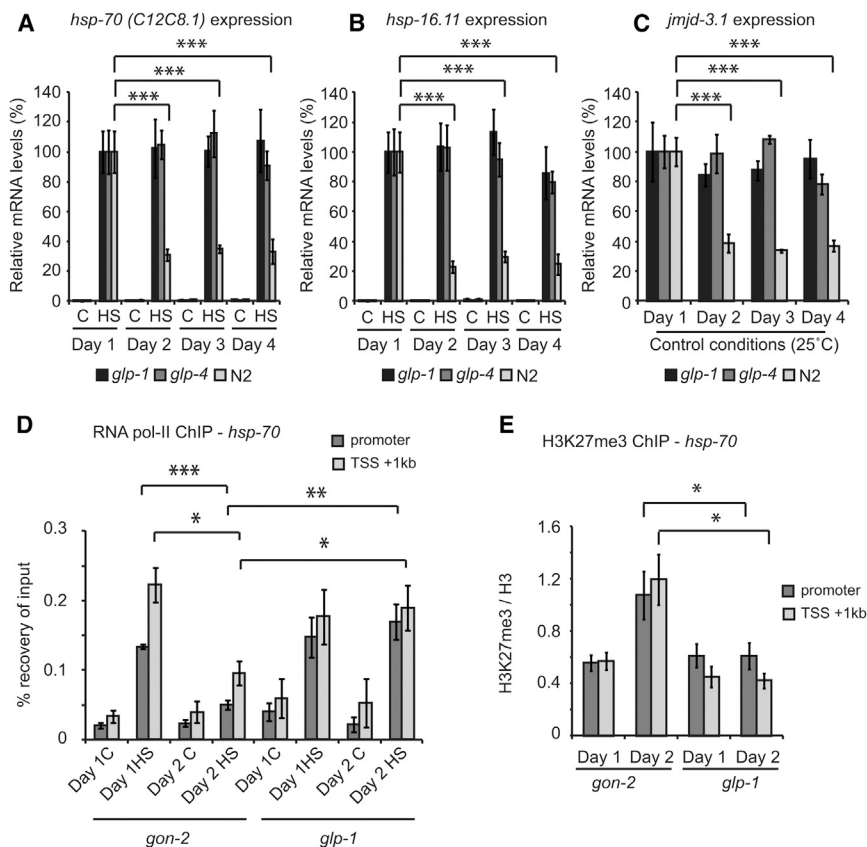 A
hsp-70 (C12C8.1) expression
***
***
***
Relative mRNA levels (%)
140
120
100
80
60
40
20
0
C HS C HS C HS C HS
Day 1 Day 2 Day 3 Day 4
glp-1 glp-4 N2
B
hsp-16.11 expression
***
***
***
Relative mRNA levels (%)
140
120
100
80
60
40
20
0
C HS C HS C HS C HS
Day 1 Day 2 Day 3 Day 4
glp-1 glp-4 N2
C
jmjd-3.1 expression
***
***
***
Relative mRNA levels (%)
140
120
100
80
60
40
20
0
Day 1 Day 2 Day 3 Day 4
Control conditions (25˚C)
glp-1 glp-4 N2
D
RNA pol-II ChIP - hsp-70
promoter
TSS +1kb
***
**
*
*
% recovery of input
0.3
0.2
0.1
0
Day 1C Day 1HS Day 2 C Day 2 HS Day 1C Day 1HS Day 2 C Day 2 HS
gon-2 glp-1
E
H3K27me3 ChIP - hsp-70
*
*
promoter
TSS +1kb
H3K27me3 / H3
1.6
1.2
0.8
0.4
0
Day 1 Day 2 Day 1 Day 2
gon-2 glp-1